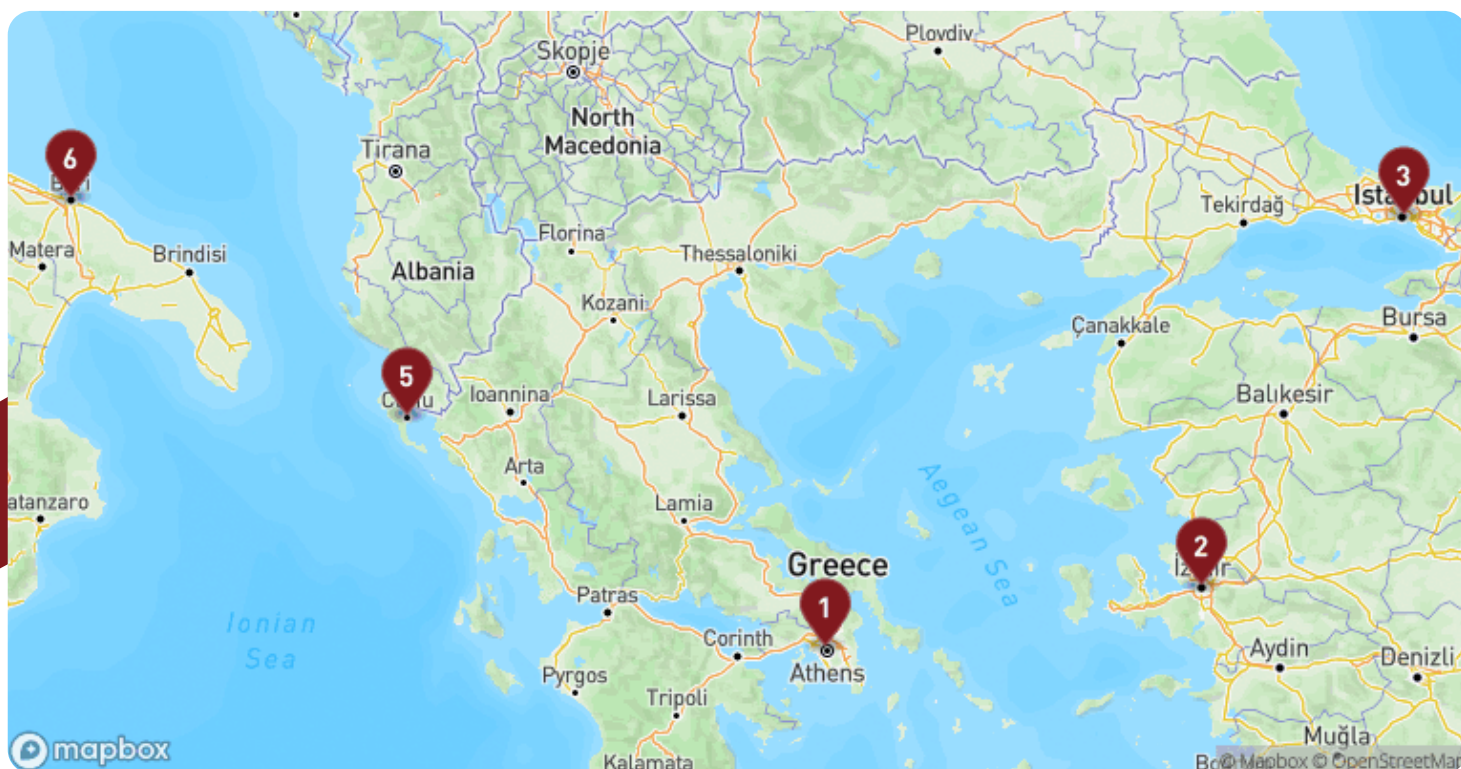 Plovdiv
Skopje
North
Macedonia
6
Tirana
3
Istanbul
Tekirdağ
Matera
Brindisi
Florina
Thessaloniki
Albania
Kozani
Çanakkale
Bursa
5
Ioannina
Larissa
Balıkesir
Arta
Aegean Sea
atanzaro
Lamia
2
Greece
1
Patras
Ionian
Sea
Corinth
Athens
Aydin
Denizli
Pyrgos
Tripoli
Muğla
mapbox
Kalamata
© Mapbox © OpenStreetMap